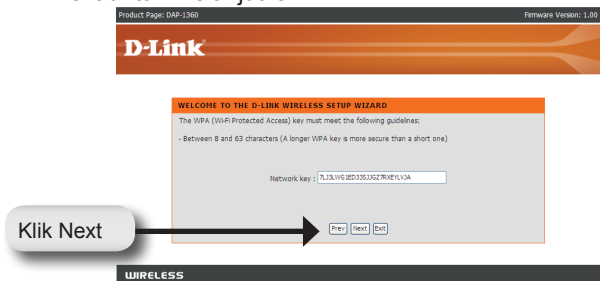 Product Page: DAP-1360 Firmware Version: 1.00
D-Link
WELCOME TO THE D-LINK WIRELESS SETUP WIZARD
The WPA (Wi-Fi Protected Access) key must meet the following guidelines:
- Between 8 and 63 characters (A longer WPA key is more secure than a short one)
Network key :
Klik Next
Prev Next Exit
WIRELESS